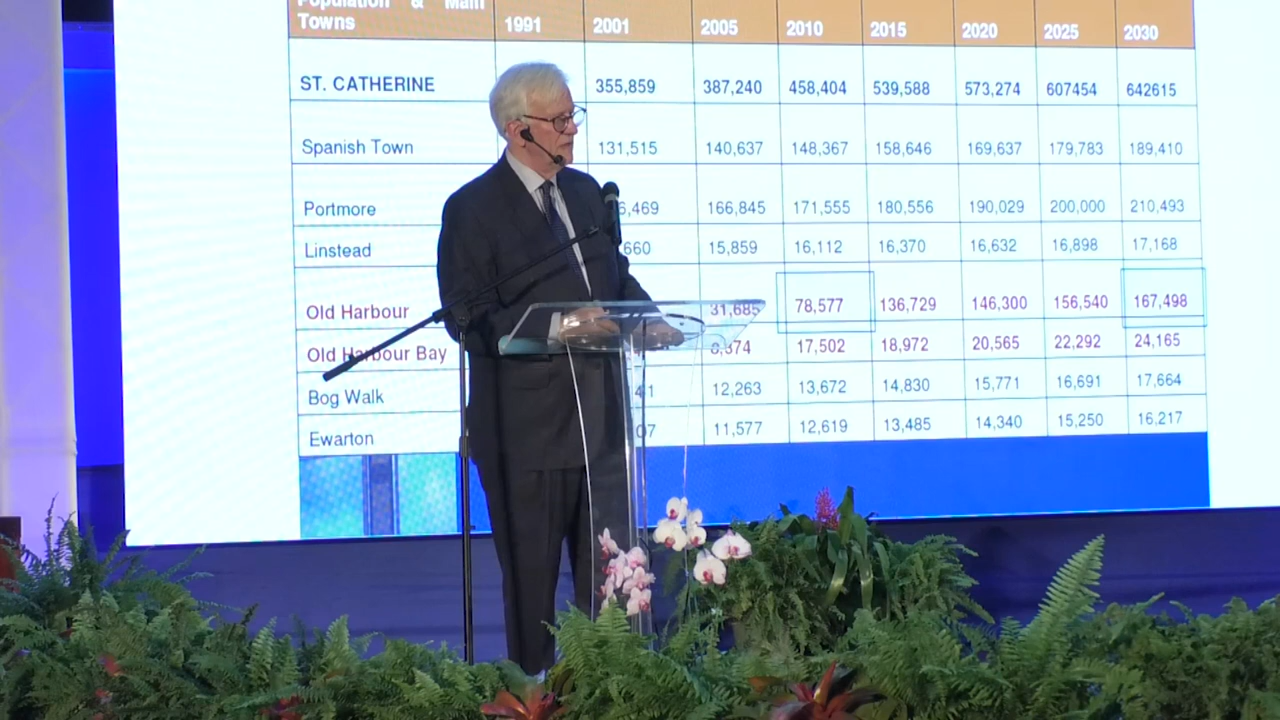 Population & Main
Towns 1991 2001 2005 2010 2015 2020 2025 2030
ST. CATHERINE 355,859 387,240 458,404 539,588 573,274 607454 642615
Spanish Town 131,515 140,637 148,367 158,646 169,637 179,783 189,410
Portmore 6,469 166,845 171,555 180,556 190,029 200,000 210,493
Linstead 660 15,859 16,112 16,370 16,632 16,898 17,168
Old Harbour 31,685 78,577 136,729 146,300 156,540 167,498
Old Harbour Bay 17,502 18,972 20,565 22,292 24,165
Bog Walk 12,263 13,672 14,830 15,771 16,691 17,664
Ewarton 07 11,577 12,619 13,485 14,340 15,250 16,217